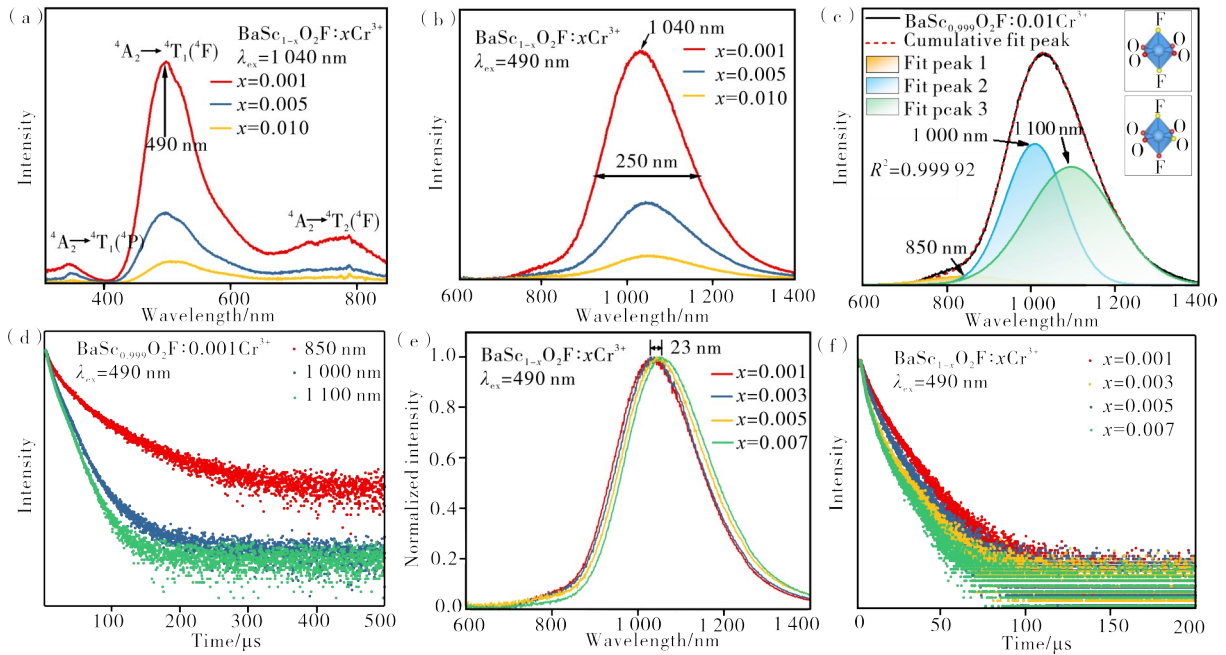 (a)
BaSc1-xO2F:xCr3+
4A2→4T1(4F)
λex=1 040 nm
x=0.001
x=0.005
x=0.010
490 nm
4A2→4T2(4F)
4A2→4T1(4P)
Intensity
400
600
800
Wavelength/nm
(b)
BaSc1-xO2F:xCr3+
λex=490 nm
1 040 nm
x=0.001
x=0.005
x=0.010
250 nm
Intensity
600
800
1 000
1 200
1 400
Wavelength/nm
(c)
BaSc0.999O2F:0.01Cr3+
Cumulative fit peak
Fit peak 1
Fit peak 2
Fit peak 3
1 000 nm
1 100 nm
R2=0.999 92
850 nm
F
O O
O O
F
F
O O
O O
F
Intensity
600
800
1 000
1 200
1 400
Wavelength/nm
(d)
BaSc0.999O2F:0.001Cr3+
λex=490 nm
850 nm
1 000 nm
1 100 nm
Intensity
100
200
300
400
500
Time/μs
(e)
BaSc1-xO2F:xCr3+
λex=490 nm
23 nm
x=0.001
x=0.003
x=0.005
x=0.007
Normalized intensity
1.0
0.8
0.6
0.4
0.2
0.0
600
800
1 000
1 200
1 400
Wavelength/nm
(f)
BaSc1-xO2F:xCr3+
λex=490 nm
x=0.001
x=0.003
x=0.005
x=0.007
Intensity
0
50
100
150
200
Time/μs